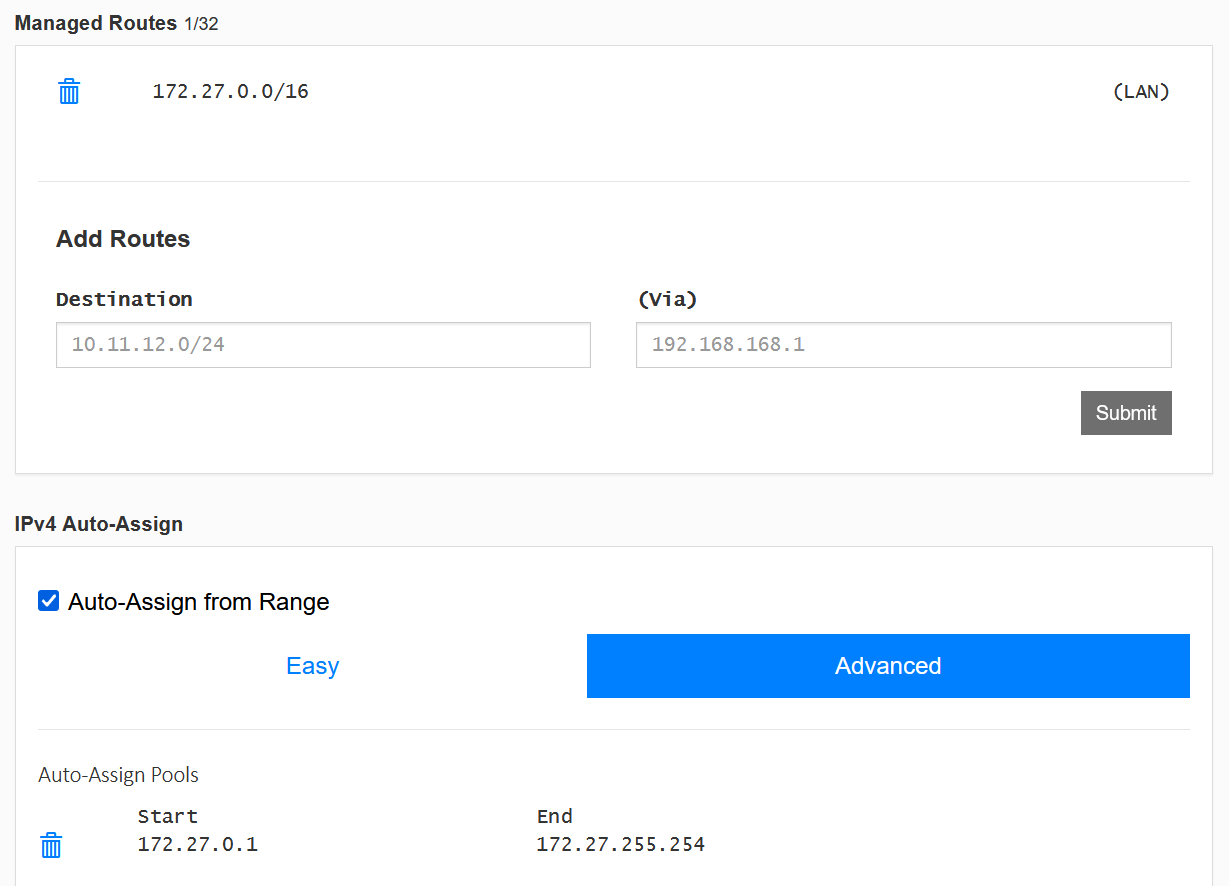 Managed Routes 1/32
172.27.0.0/16 (LAN)
Add Routes
Destination (Via)
10.11.12.0/24 192.168.168.1
Submit
IPv4 Auto-Assign
Auto-Assign from Range
Easy Advanced
Auto-Assign Pools
Start End
172.27.0.1 172.27.255.254